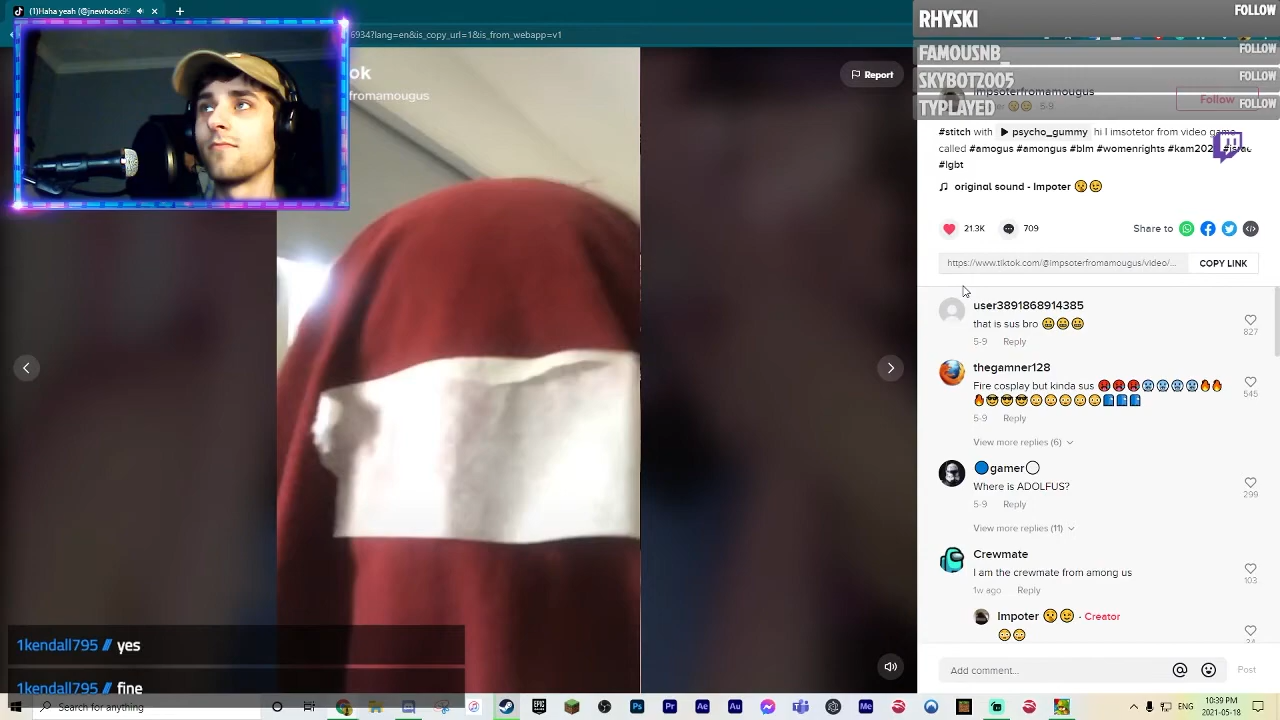 (1)Haha yeah (@jnewhook99
6934?lang=en&is_copy_url=1&is_from_webapp=v1
RHYSKI
FOLLOW
FAMOUSNB_
FOLLOW
SKYBOT2005
FOLLOW
TYPLAYED
FOLLOW
ok
fromamougus
Report
impsoterfromamougus
5-9
Follow
#stitch with psycho_gummy hi I imsotetor from video game
called #amogus #amongus #blm #womenrights #kam202
#lgbt
original sound - Impoter 🤫😉
21.3K
709
Share to
https://www.tiktok.com/@impsoterfromamougus/video/...
COPY LINK
user3891868914385
that is sus bro 😄😄😄
827
5-9 Reply
thegamner128
Fire cosplay but kinda sus
545
5-9 Reply
View more replies (6)
🔵gamer⚪
Where is ADOLFUS?
299
5-9 Reply
View more replies (11)
Crewmate
I am the crewmate from among us
103
1w ago Reply
Impoter 🤫😉 · Creator
😳😳
24
1kendall795 // yes
1kendall795 // fine
Add comment...
Post
Search for anything
10:39 PM
2021-05-18